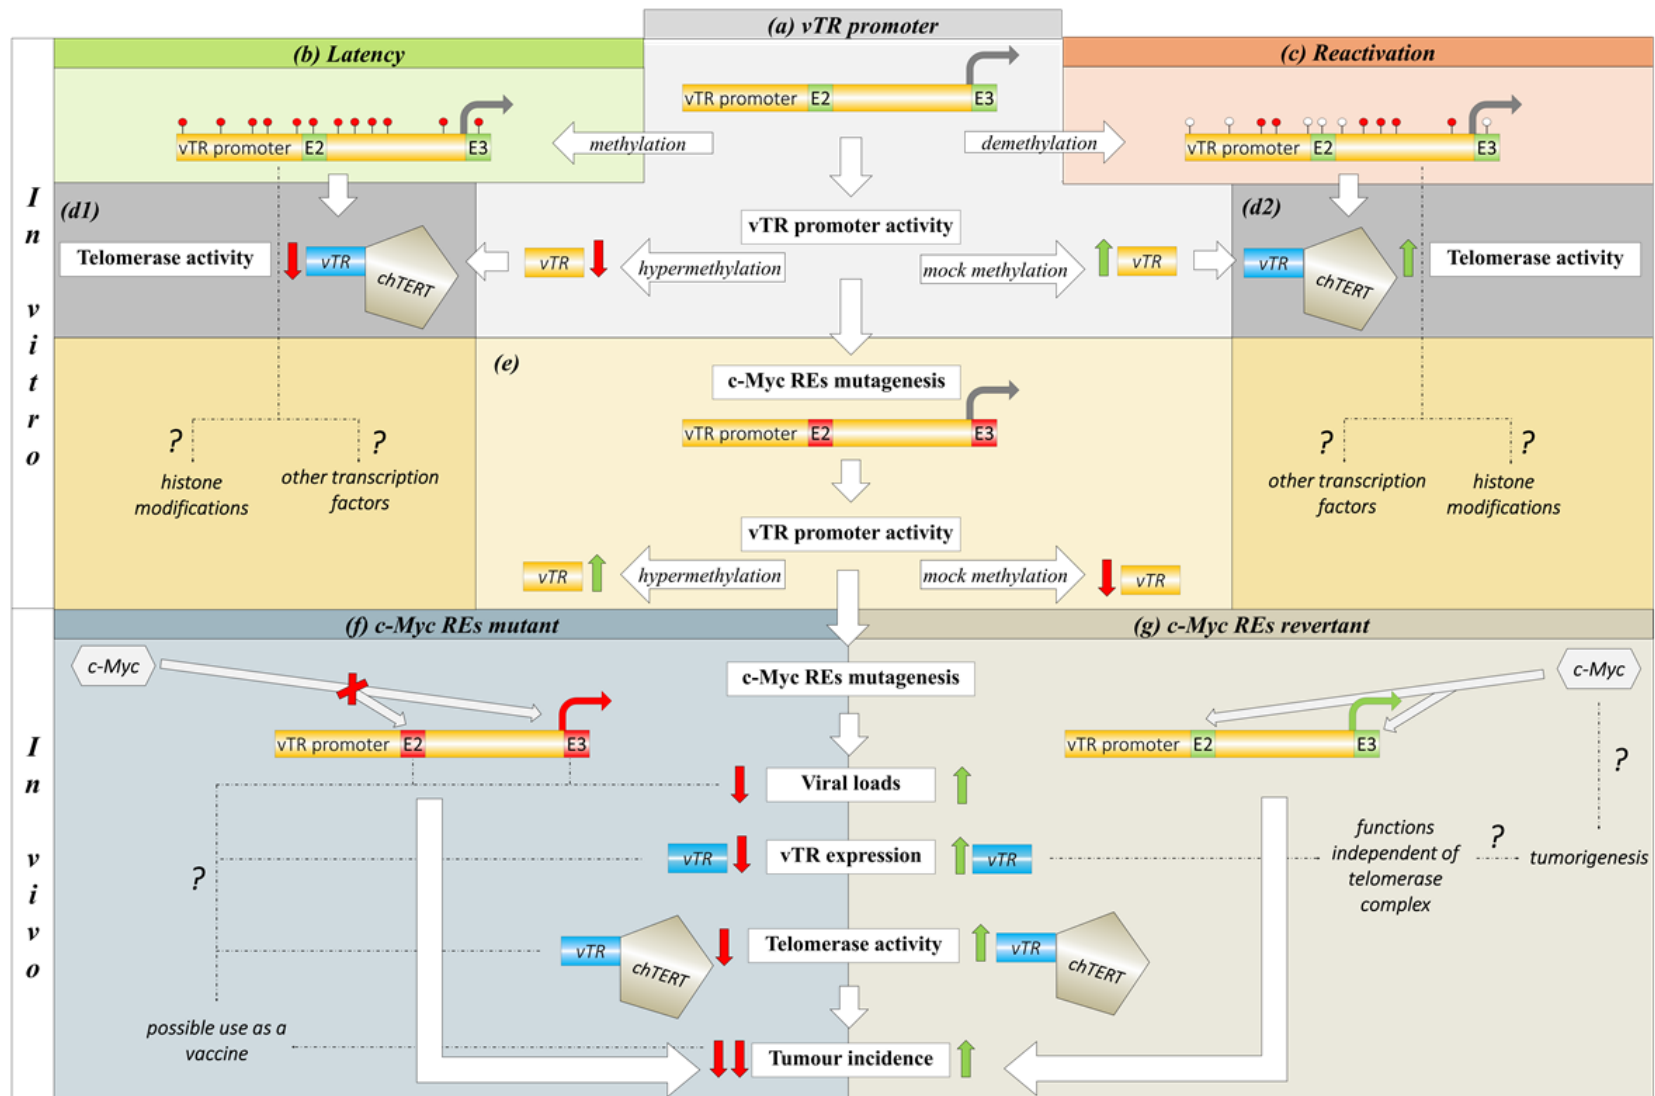 (a) vTR promoter
(b) Latency
(c) Reactivation
In vitro
vTR promoter E2 E3
vTR promoter E2 E3
methylation
demethylation
vTR promoter E2 E3
(d1)
(d2)
vTR promoter activity
Telomerase activity
vTR
chTERT
vTR
hypermethylation
mock methylation
vTR
vTR
chTERT
Telomerase activity
(e)
c-Myc REs mutagenesis
vTR promoter E2 E3
?
?
histone
modifications
other transcription
factors
?
?
other transcription
factors
histone
modifications
vTR promoter activity
vTR
hypermethylation
mock methylation
vTR
In vivo
(f) c-Myc REs mutant
(g) c-Myc REs revertant
c-Myc
c-Myc REs mutagenesis
c-Myc
vTR promoter E2 E3
vTR promoter E2 E3
?
Viral loads
vTR
vTR expression
vTR
functions
independent of
telomerase
complex
?
tumorigenesis
?
vTR
chTERT
Telomerase activity
vTR
chTERT
possible use as a
vaccine
Tumour incidence